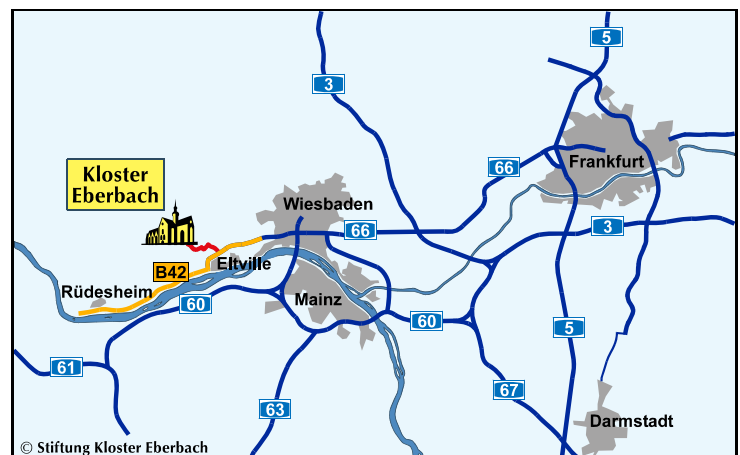 5
3
66
Frankfurt
Kloster
Eberbach
Wiesbaden
66
3
Eltville
B42
Rüdesheim
60
Mainz
60
5
61
67
63
Darmstadt
© Stiftung Kloster Eberbach